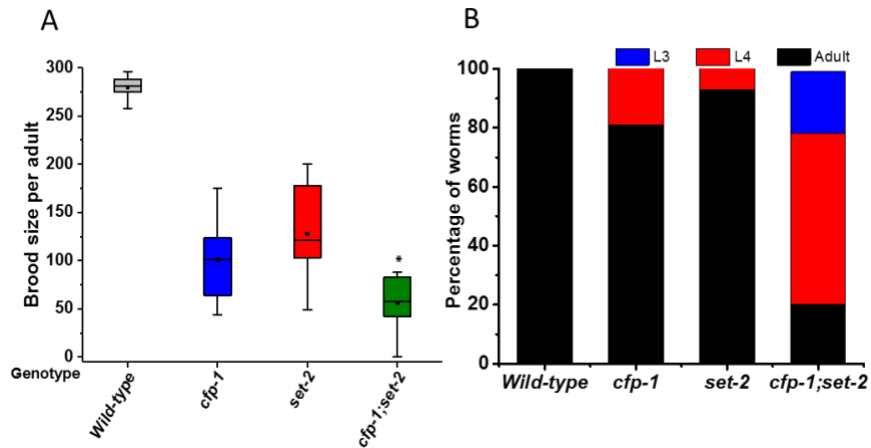 A
Brood size per adult
300
250
200
150
100
50
0
*
Genotype
Wild-type
cfp-1
set-2
cfp-1;set-2
B
L3 L4 Adult
Percentage of worms
100
80
60
40
20
0
Wild-type cfp-1 set-2 cfp-1;set-2